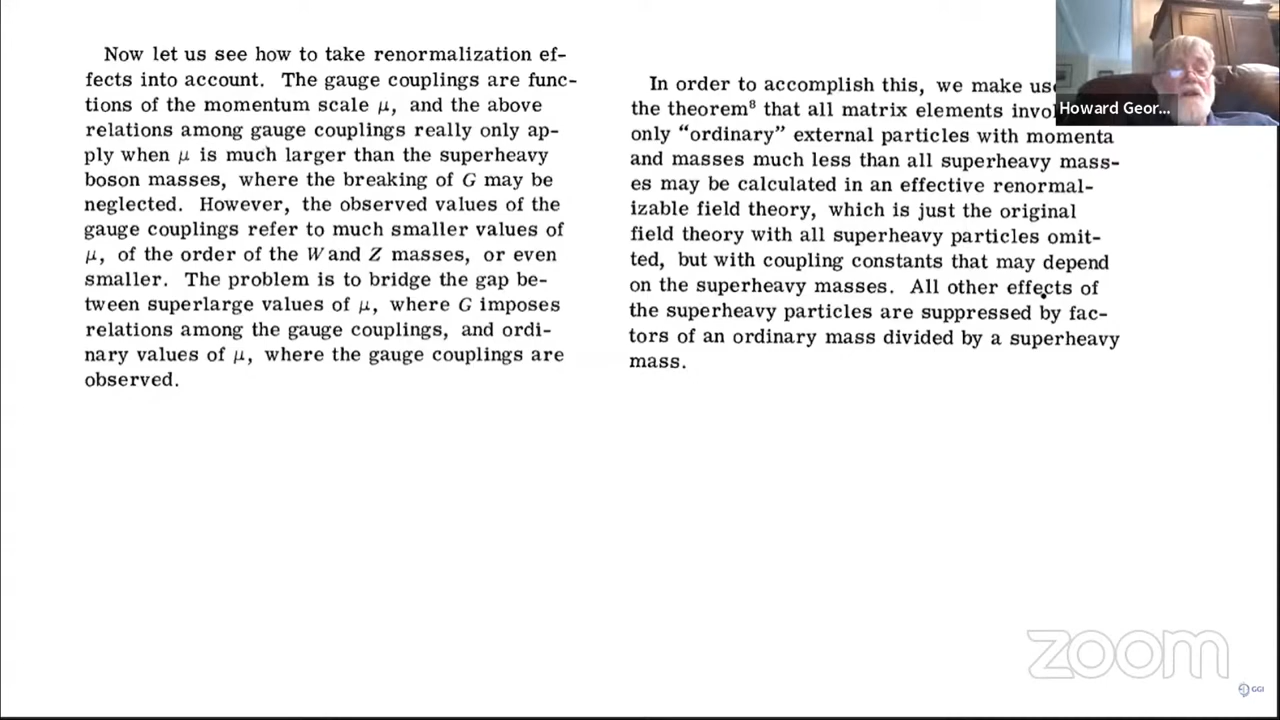 Now let us see how to take renormalization ef-
fects into account. The gauge couplings are func-
tions of the momentum scale μ, and the above
relations among gauge couplings really only ap-
ply when μ is much larger than the superheavy
boson masses, where the breaking of G may be
neglected. However, the observed values of the
gauge couplings refer to much smaller values of
μ, of the order of the W and Z masses, or even
smaller. The problem is to bridge the gap be-
tween superlarge values of μ, where G imposes
relations among the gauge couplings, and ordi-
nary values of μ, where the gauge couplings are
observed.
In order to accomplish this, we make us
the theorem⁸ that all matrix elements invo
only “ordinary” external particles with momenta
and masses much less than all superheavy mass-
es may be calculated in an effective renormal-
izable field theory, which is just the original
field theory with all superheavy particles omit-
ted, but with coupling constants that may depend
on the superheavy masses. All other effects of
the superheavy particles are suppressed by fac-
tors of an ordinary mass divided by a superheavy
mass.
Howard Geor...
zoom
GGI